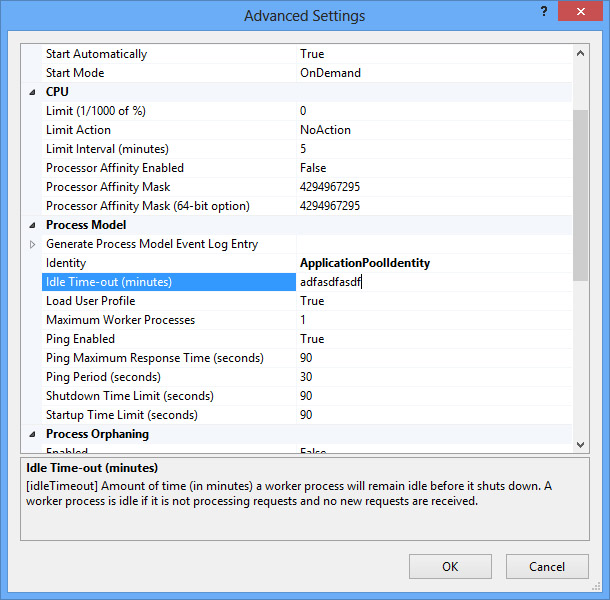 Advanced Settings
?
Start Automatically True
Start Mode OnDemand
CPU
Limit (1/1000 of %) 0
Limit Action NoAction
Limit Interval (minutes) 5
Processor Affinity Enabled False
Processor Affinity Mask 4294967295
Processor Affinity Mask (64-bit option) 4294967295
Process Model
Generate Process Model Event Log Entry
Identity ApplicationPoolIdentity
Idle Time-out (minutes) adfasdfasdf
Load User Profile True
Maximum Worker Processes 1
Ping Enabled True
Ping Maximum Response Time (seconds) 90
Ping Period (seconds) 30
Shutdown Time Limit (seconds) 90
Startup Time Limit (seconds) 90
Process Orphaning
Enabled False
Idle Time-out (minutes)
[idleTimeout] Amount of time (in minutes) a worker process will remain idle before it shuts down. A
worker process is idle if it is not processing requests and no new requests are received.
OK Cancel